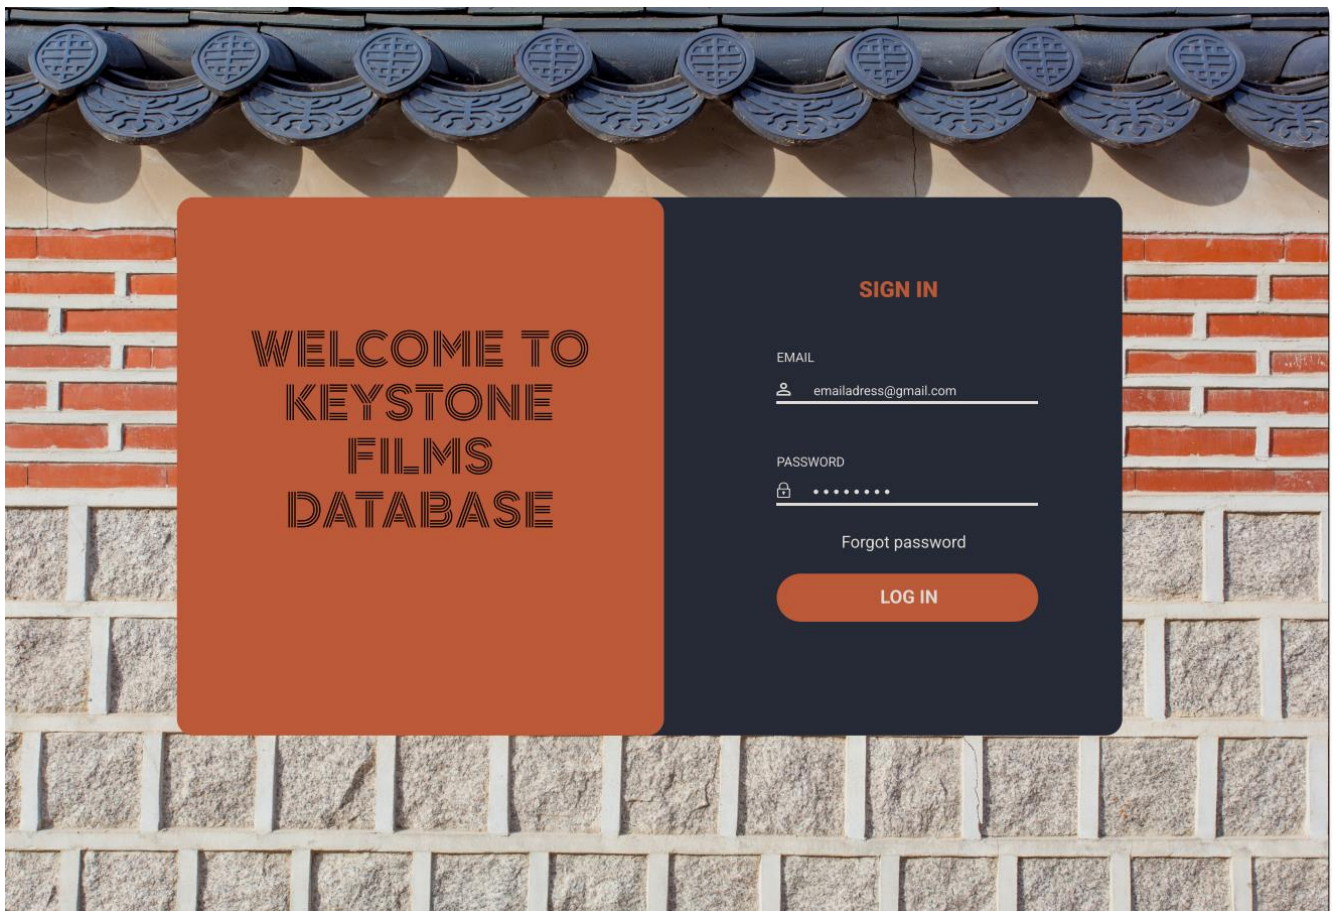 WELCOME TO
KEYSTONE
FILMS
DATABASE
SIGN IN
EMAIL
emailadress@gmail.com
PASSWORD
••••••••
Forgot password
LOG IN